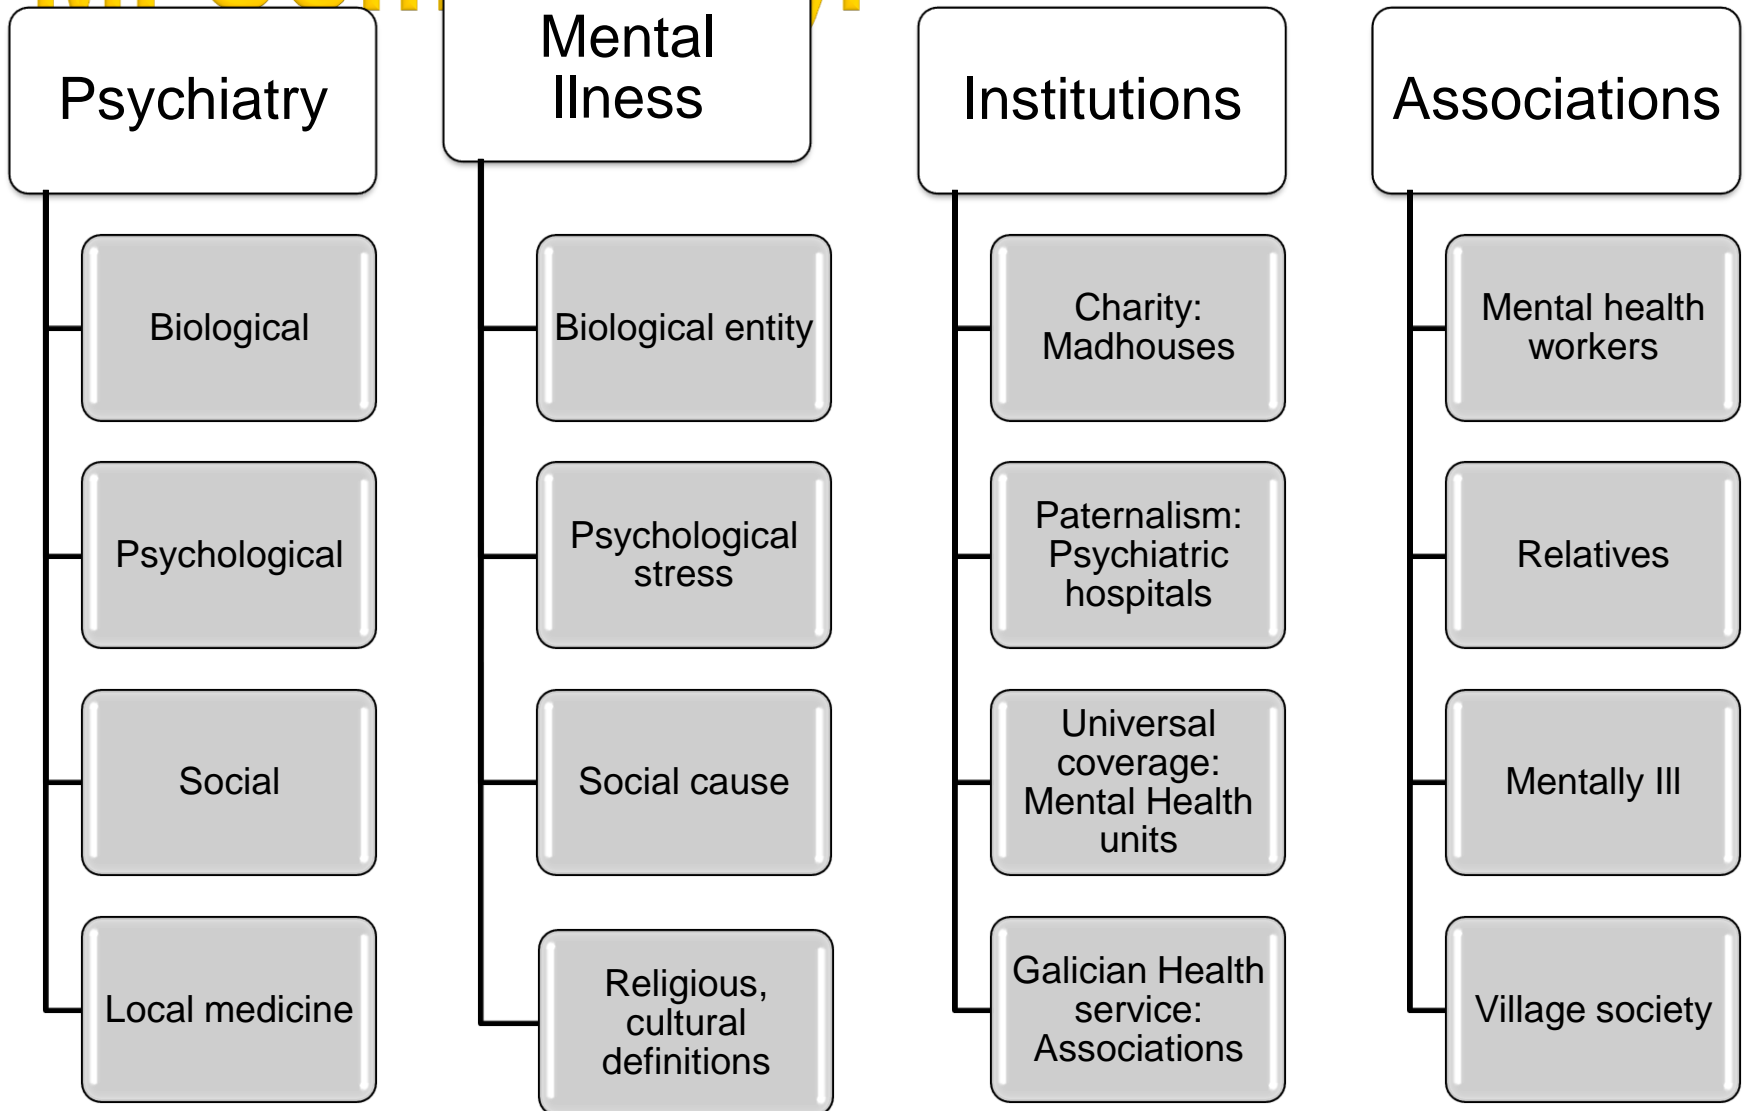 Psychiatry
Biological
Psychological
Social
Local medicine
Mental
Ilness
Biological entity
Psychological
stress
Social cause
Religious,
cultural
definitions
Institutions
Charity:
Madhouses
Paternalism:
Psychiatric
hospitals
Universal
coverage:
Mental Health
units
Galician Health
service:
Associations
Associations
Mental health
workers
Relatives
Mentally Ill
Village society